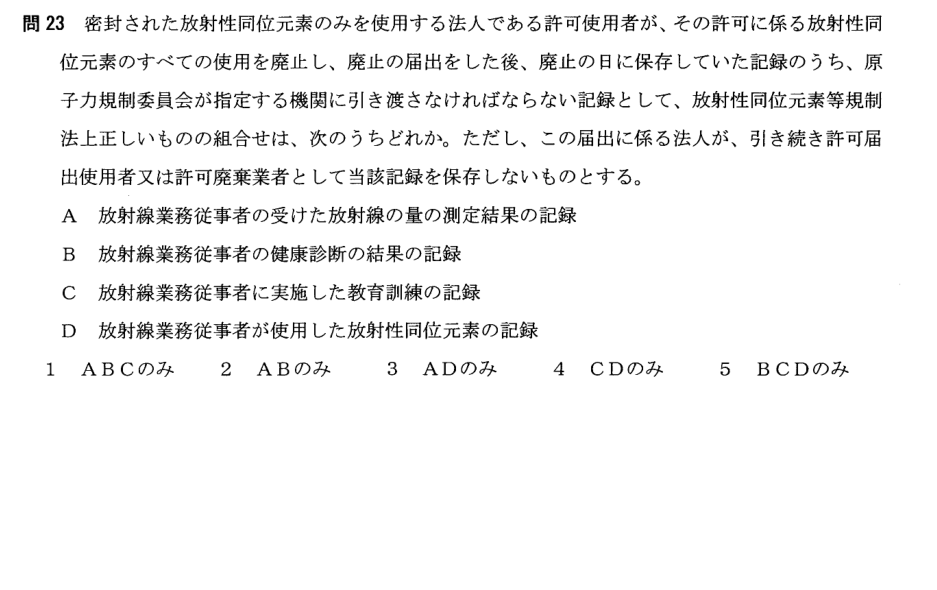 問23 密封された放射性同位元素のみを使用する法人である許可使用者が、その許可に係る放射性同
位元素のすべての使用を廃止し、廃止の届出をした後、廃止の日に保存していた記録のうち、原
子力規制委員会が指定する機関に引き渡さなければならない記録として、放射性同位元素等規制
法上正しいものの組合せは、次のうちどれか。ただし、この届出に係る法人が、引き続き許可届
出使用者又は許可廃棄業者として当該記録を保存しないものとする。
A 放射線業務従事者の受けた放射線の量の測定結果の記録
B 放射線業務従事者の健康診断の結果の記録
C 放射線業務従事者に実施した教育訓練の記録
D 放射線業務従事者が使用した放射性同位元素の記録
1 ABCのみ 2 ABのみ 3 ADのみ 4 CDのみ 5 BCDのみ